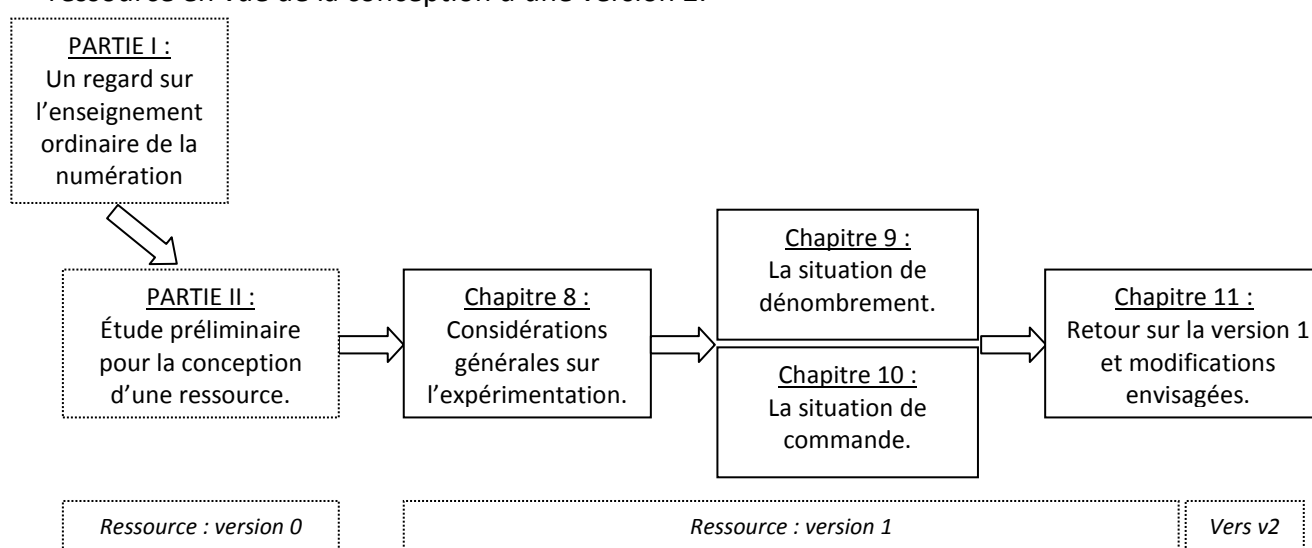 ressource en vue de la conception d'une version 2.
PARTIE I :
Un regard sur
l'enseignement
ordinaire de la
numération
PARTIE II :
Étude préliminaire
pour la conception
d'une ressource.
Chapitre 8 :
Considérations
générales sur
l'expérimentation.
Chapitre 9 :
La situation de
dénombrement.
Chapitre 10 :
La situation de
commande.
Chapitre 11 :
Retour sur la version 1
et modifications
envisagées.
Ressource : version 0
Ressource : version 1
Vers v2